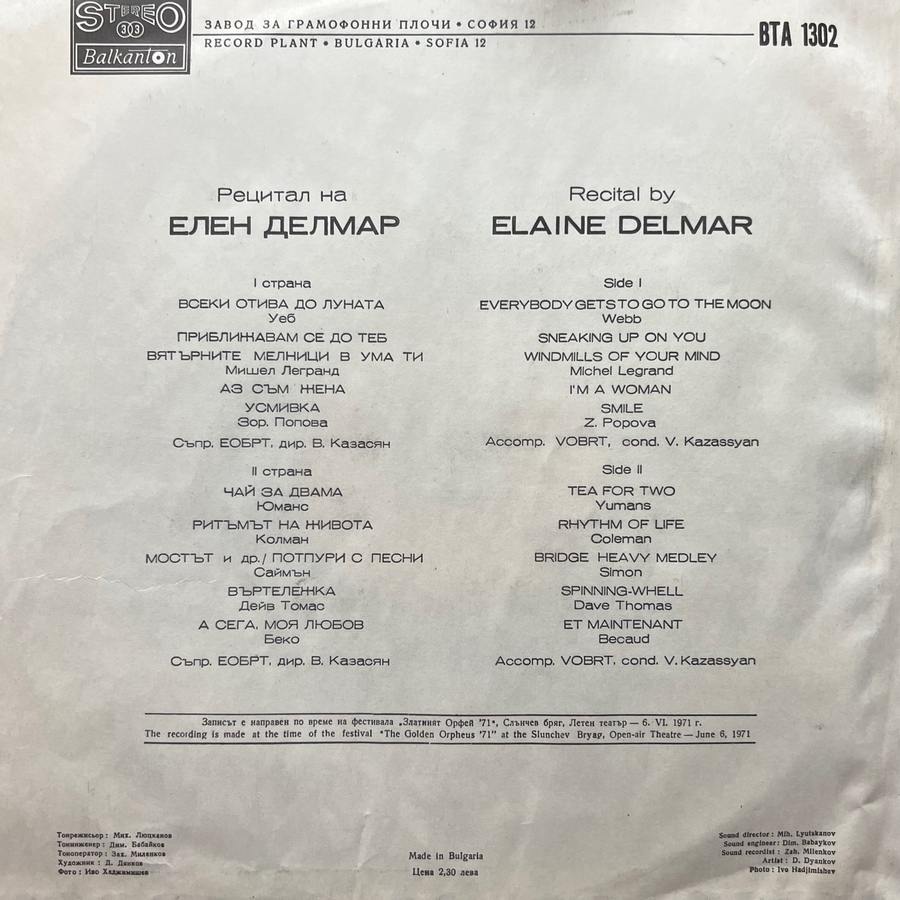 STEREO
33
Balkanton
ЗАВОД ЗА ГРАМОФОННИ ПЛОЧИ • СОФИЯ 12
RECORD PLANT • BULGARIA • SOFIA 12
BTA 1302
Рецитал на
ЕЛЕН ДЕЛМАР
I страна
ВСЕКИ ОТИВА ДО ЛУНАТА
Уеб
ПРИБЛИЖАВАМ СЕ ДО ТЕБ
ВЯТЪРНИТЕ МЕЛНИЦИ В УМА ТИ
Мишел Легранд
АЗ СЪМ ЖЕНА
УСМИВКА
Зор. Попова
Съпр. ЕОБРТ, дир. В. Казасян
II страна
ЧАЙ ЗА ДВАМА
Юманс
РИТЪМЪТ НА ЖИВОТА
Колман
МОСТЪТ и др./ ПОТПУРИ С ПЕСНИ
Саймън
ВЪРТЕЛЕЖКА
Дейв Томас
А СЕГА, МОЯ ЛЮБОВ
Беко
Съпр. ЕОБРТ, дир. В. Казасян
Recital by
ELAINE DELMAR
Side I
EVERYBODY GETS TO GO TO THE MOON
Webb
SNEAKING UP ON YOU
WINDMILLS OF YOUR MIND
Michel Legrand
I'M A WOMAN
SMILE
Z. Popova
Accomp. VOBRT, cond. V. Kazassyan
Side II
TEA FOR TWO
Yumans
RHYTHM OF LIFE
Coleman
BRIDGE HEAVY MEDLEY
Simon
SPINNING-WHELL
Dave Thomas
ET MAINTENANT
Becaud
Accomp. VOBRT, cond. V. Kazassyan
Записът е направен по време на фестивала „Златният Орфей '71", Слънчев бряг, Летен театър — 6. VI. 1971 г.
The recording is made at the time of the festival "The Golden Orpheus '71" at the Slunchev Bryag, Open-air Theatre — June 6, 1971
Тонрежисьор: Мих. Люцканов
Тонинженер: Дим. Бабайков
Тоноператор: Зах. Миленков
Художник: Д. Дянков
Фото: Иво Хаджимишев
Made in Bulgaria
Цена 2,30 лева
Sound director: Mih. Lyutskanov
Sound engineer: Dim. Babaykov
Sound recordist: Zah. Milenkov
Artist: D. Dyankov
Photo: Ivo Hadjimishev